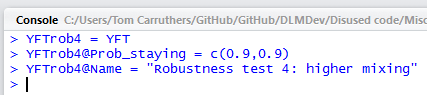 Console C:/Users/Tom Carruthers/GitHub/GitHub/DLMDev/Disused code/Misc
> YFTrob4 = YFT
> YFTrob4@Prob_staying = c(0.9,0.9)
> YFTrob4@Name = "Robustness test 4: higher mixing"
>